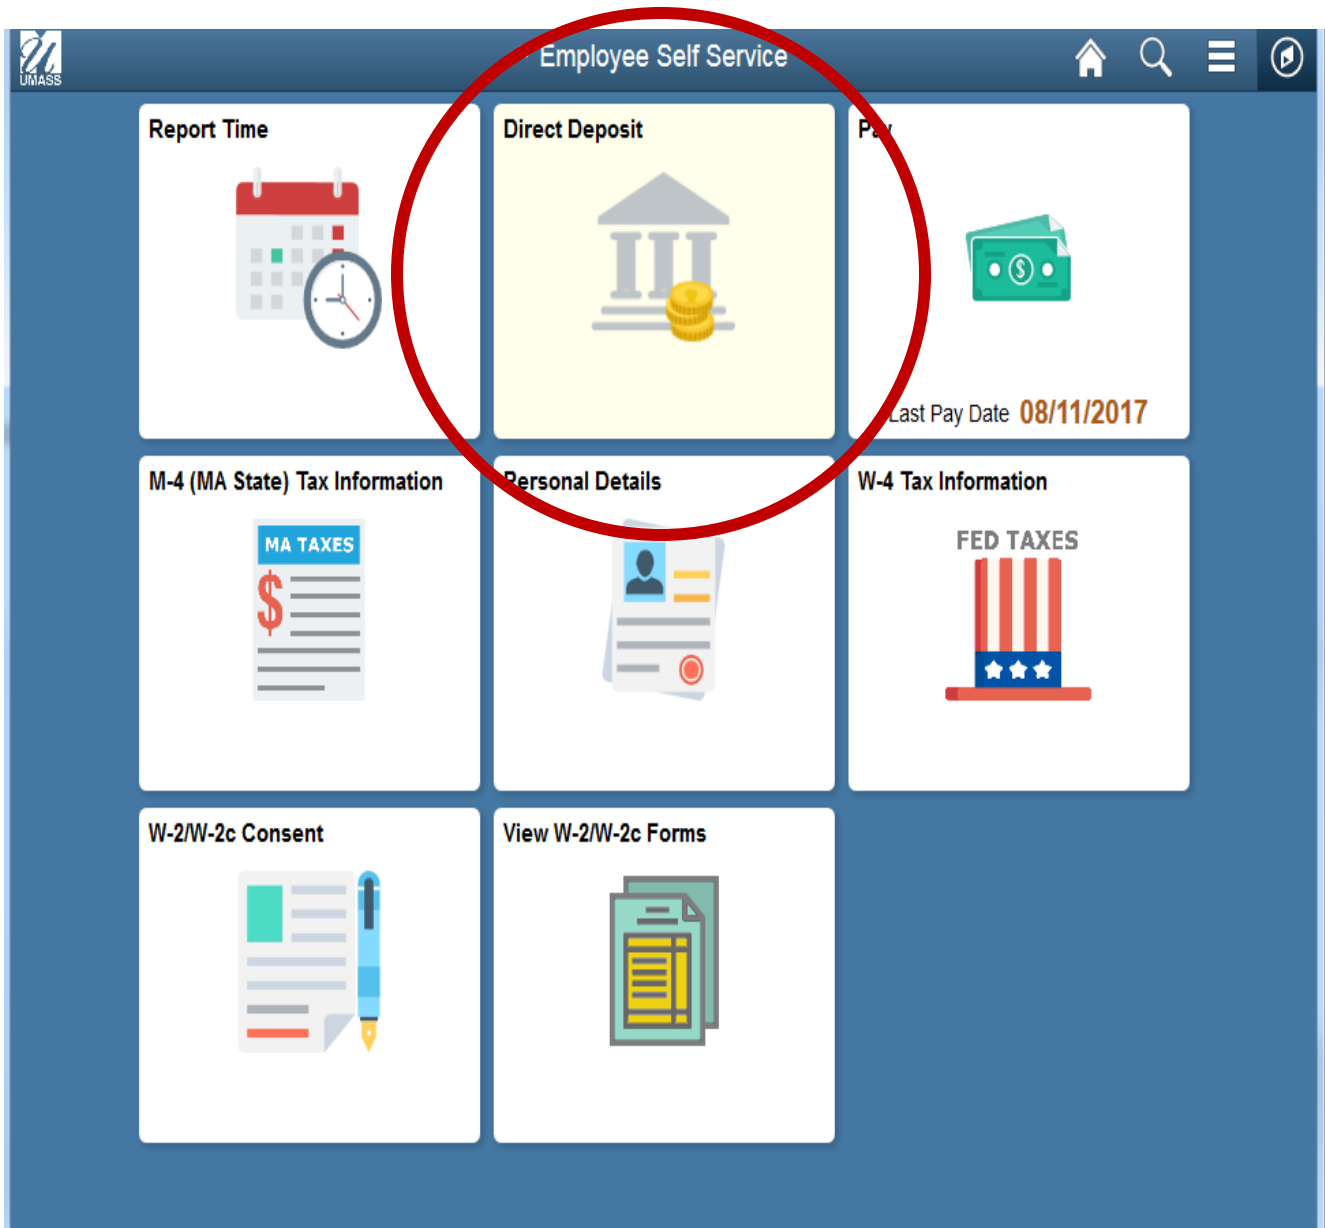 UMASS
Employee Self Service
Report Time
Direct Deposit
Pay
Last Pay Date 08/11/2017
M-4 (MA State) Tax Information
Personal Details
W-4 Tax Information
MA TAXES
$
FED TAXES
W-2/W-2c Consent
View W-2/W-2c Forms